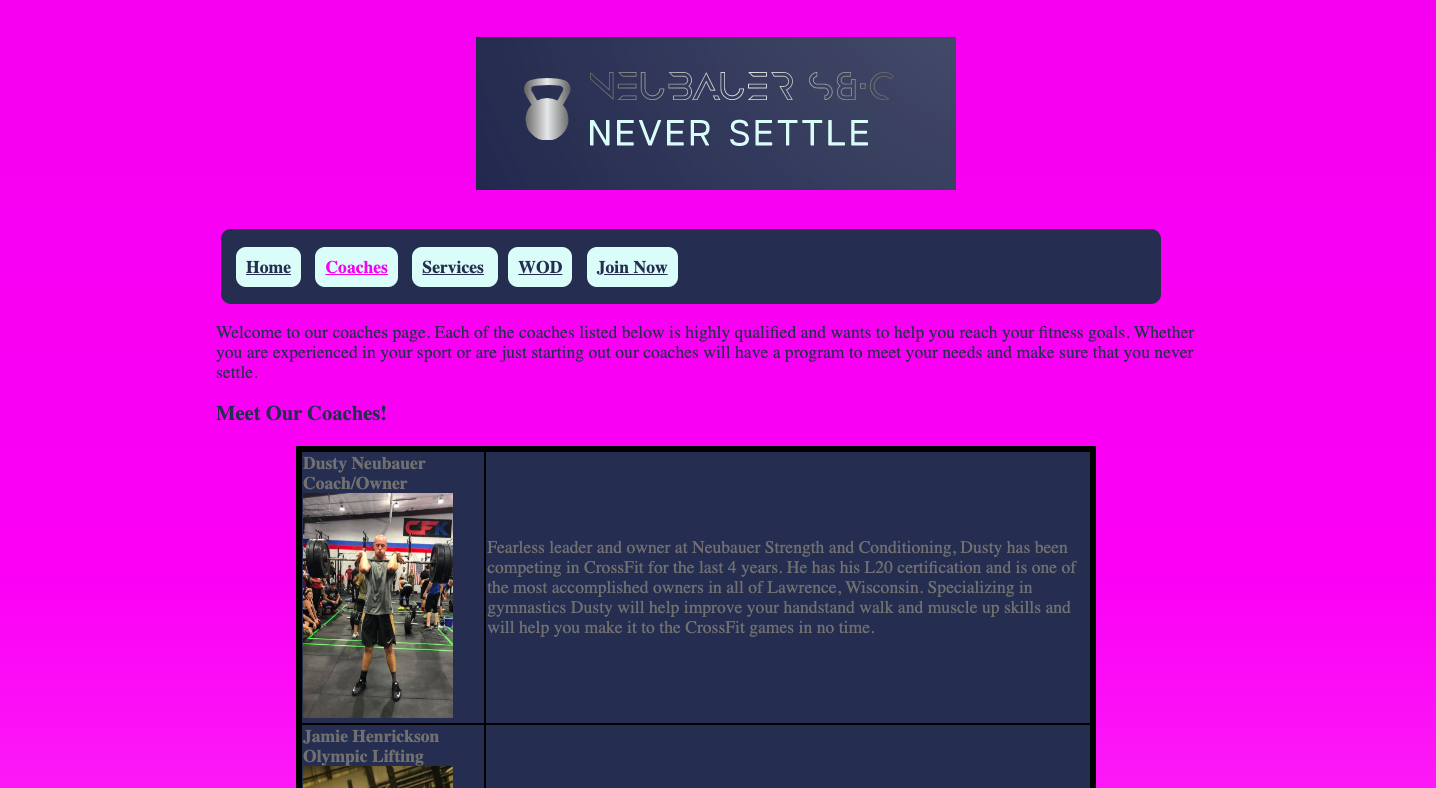 NEUBAUER S&C
NEVER SETTLE
Home Coaches Services WOD Join Now
Welcome to our coaches page. Each of the coaches listed below is highly qualified and wants to help you reach your fitness goals. Whether
you are experienced in your sport or are just starting out our coaches will have a program to meet your needs and make sure that you never
settle.
Meet Our Coaches!
Dusty Neubauer
Coach/Owner
CFK
Fearless leader and owner at Neubauer Strength and Conditioning, Dusty has been
competing in CrossFit for the last 4 years. He has his L20 certification and is one of
the most accomplished owners in all of Lawrence, Wisconsin. Specializing in
gymnastics Dusty will help improve your handstand walk and muscle up skills and
will help you make it to the CrossFit games in no time.
Jamie Henrickson
Olympic Lifting